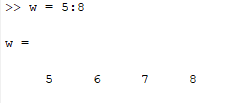 >> w = 5:8
w =
5 6 7 8